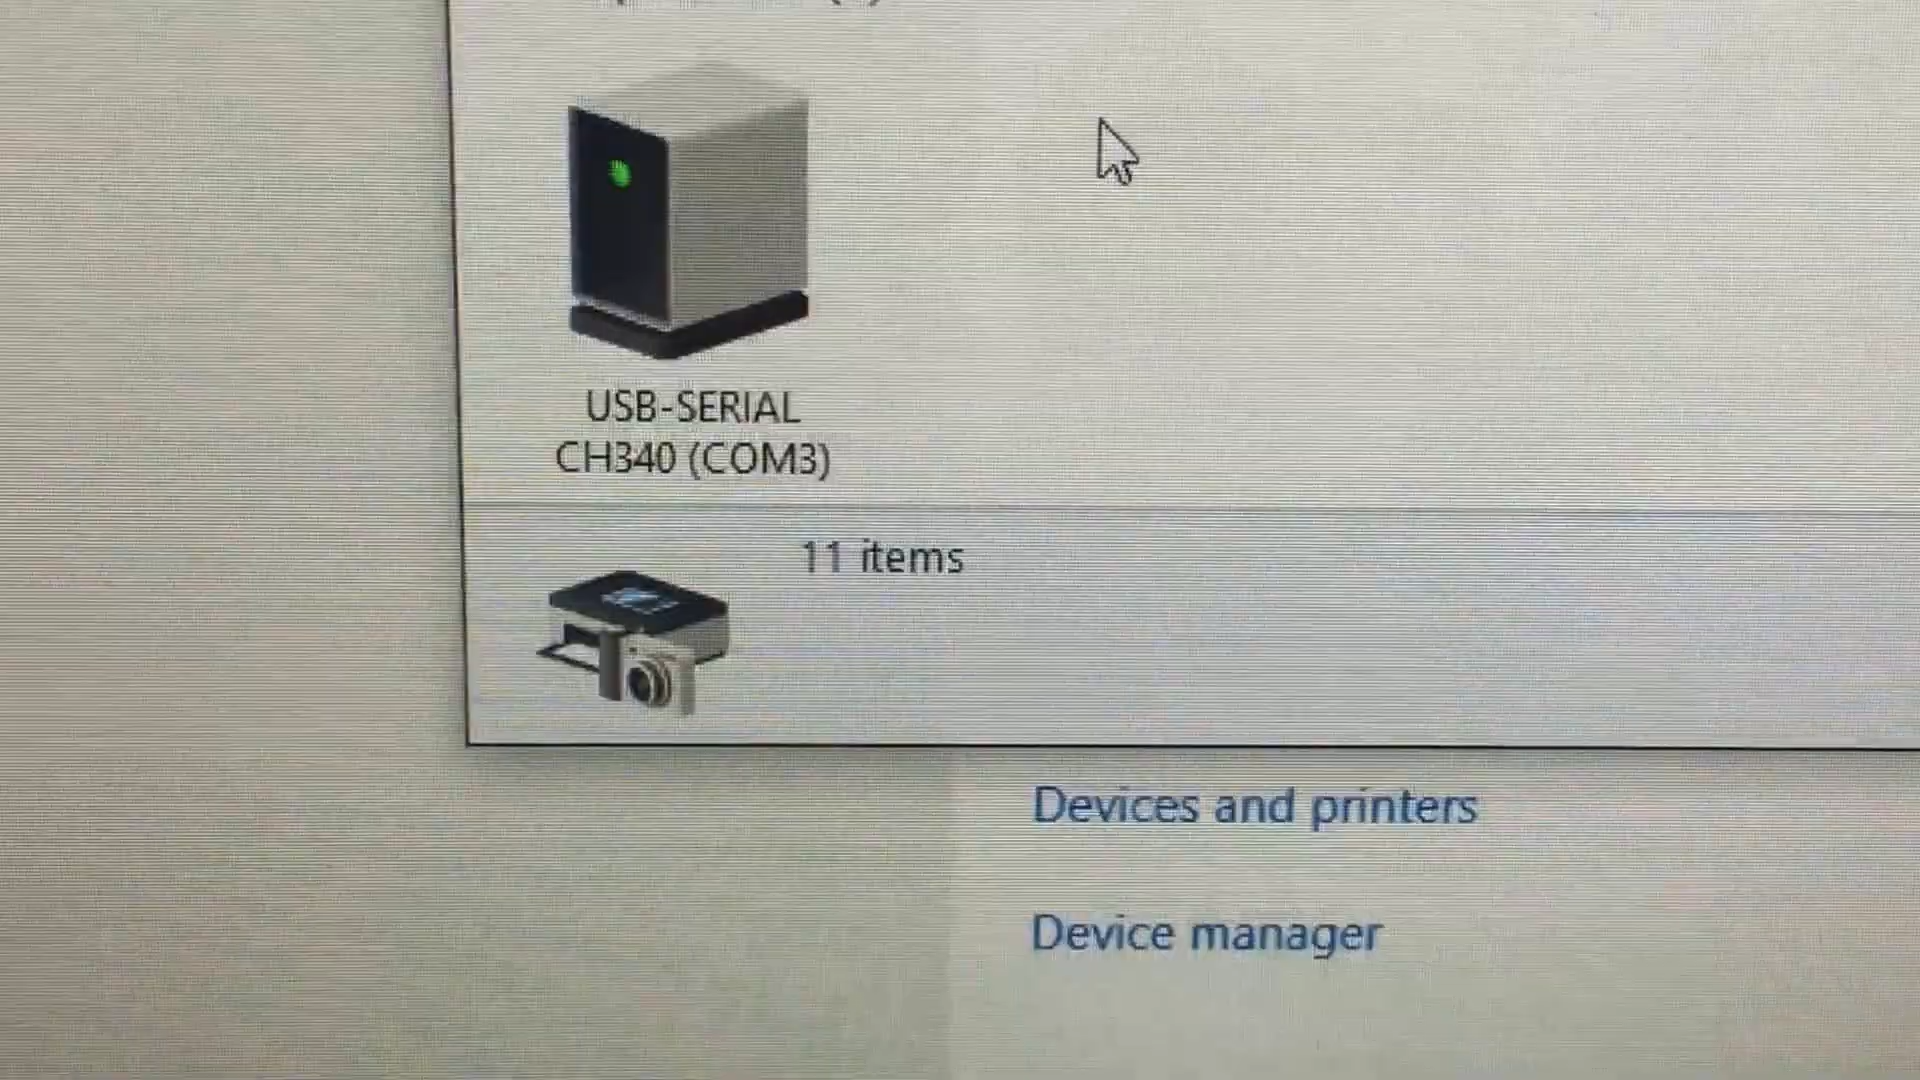 USB-SERIAL
CH340 (COM3)
11 items
Devices and printers
Device manager